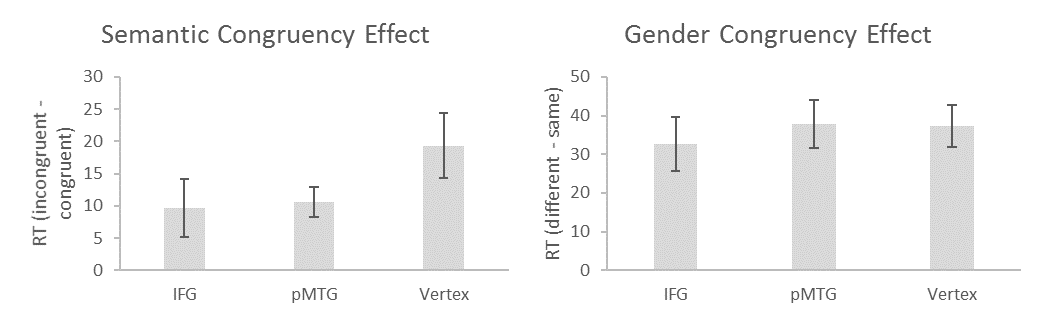 Semantic Congruency Effect
RT (incongruent -
congruent)
30
25
20
15
10
5
0
IFG pMTG Vertex
Gender Congruency Effect
RT (different - same)
50
40
30
20
10
0
IFG pMTG Vertex